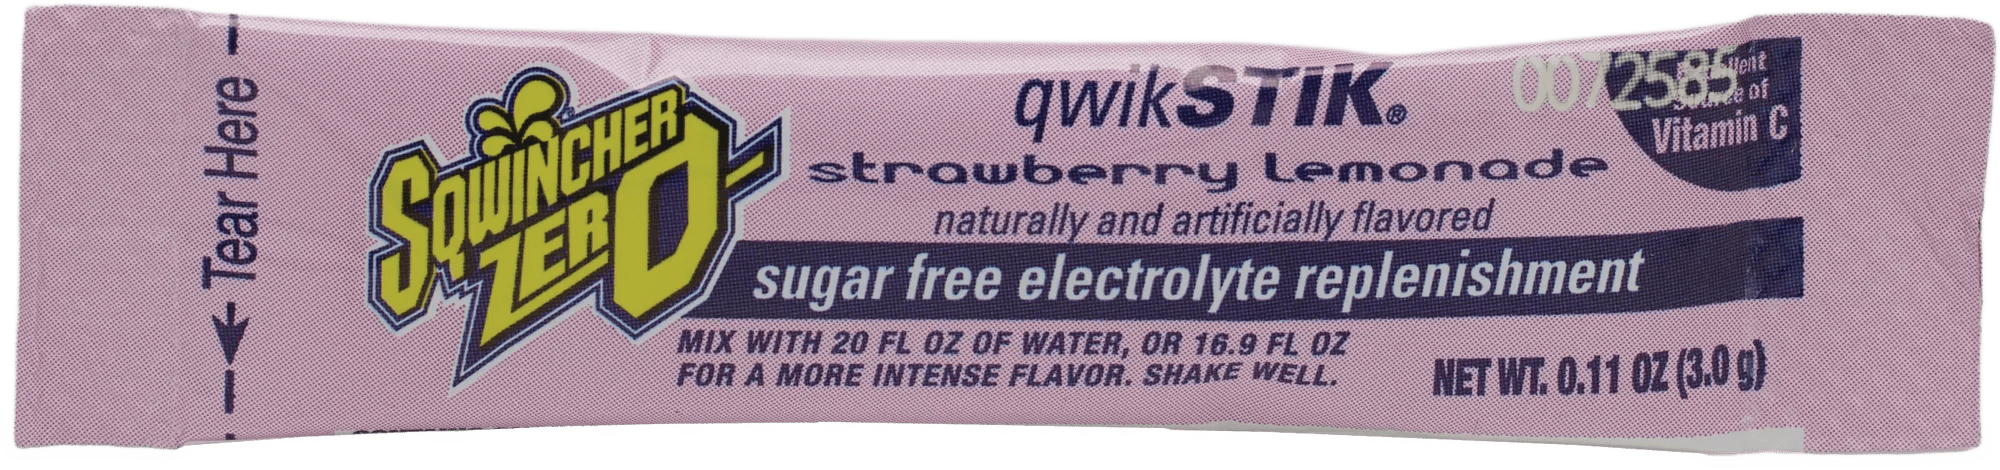 Tear Here
SQWINCHER
ZERO
qwikSTIK®
strawberry lemonade
naturally and artificially flavored
sugar free electrolyte replenishment
MIX WITH 20 FL OZ OF WATER, OR 16.9 FL OZ
FOR A MORE INTENSE FLAVOR. SHAKE WELL.
0072585
of
Vitamin C
NET WT. 0.11 OZ (3.0 g)